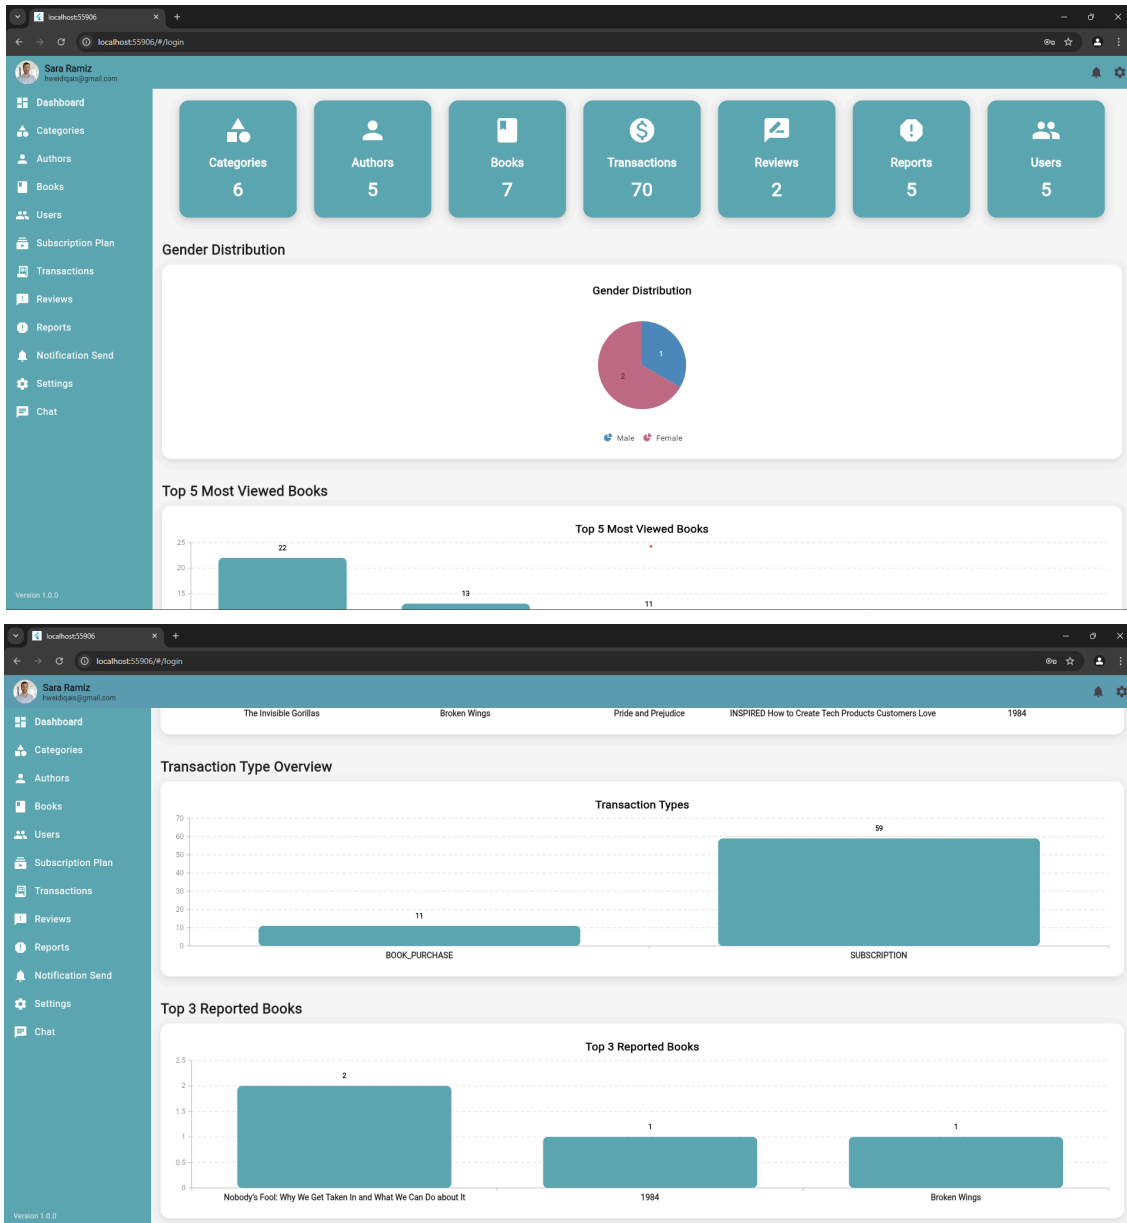 localhost:55906
localhost:55906/#/login
Sara Ramiz
hweidiqais@gmail.com
Dashboard
Categories
Authors
Books
Users
Subscription Plan
Transactions
Reviews
Reports
Notification Send
Settings
Chat
Version 1.0.0
Categories
6
Authors
5
Books
7
Transactions
70
Reviews
2
Reports
5
Users
5
Gender Distribution
Gender Distribution
1
2
Male Female
Top 5 Most Viewed Books
Top 5 Most Viewed Books
25
20
15
22
13
11
localhost:55906
localhost:55906/#/login
Sara Ramiz
hweidiqais@gmail.com
Dashboard
Categories
Authors
Books
Users
Subscription Plan
Transactions
Reviews
Reports
Notification Send
Settings
Chat
Version 1.0.0
The Invisible Gorillas Broken Wings Pride and Prejudice INSPIRED How to Create Tech Products Customers Love 1984
Transaction Type Overview
Transaction Types
70
60
50
40
30
20
10
0
11
59
BOOK_PURCHASE SUBSCRIPTION
Top 3 Reported Books
Top 3 Reported Books
2.5
2
1.5
1
0.5
0
2
1
1
Nobody's Fool: Why We Get Taken In and What We Can Do about It 1984 Broken Wings